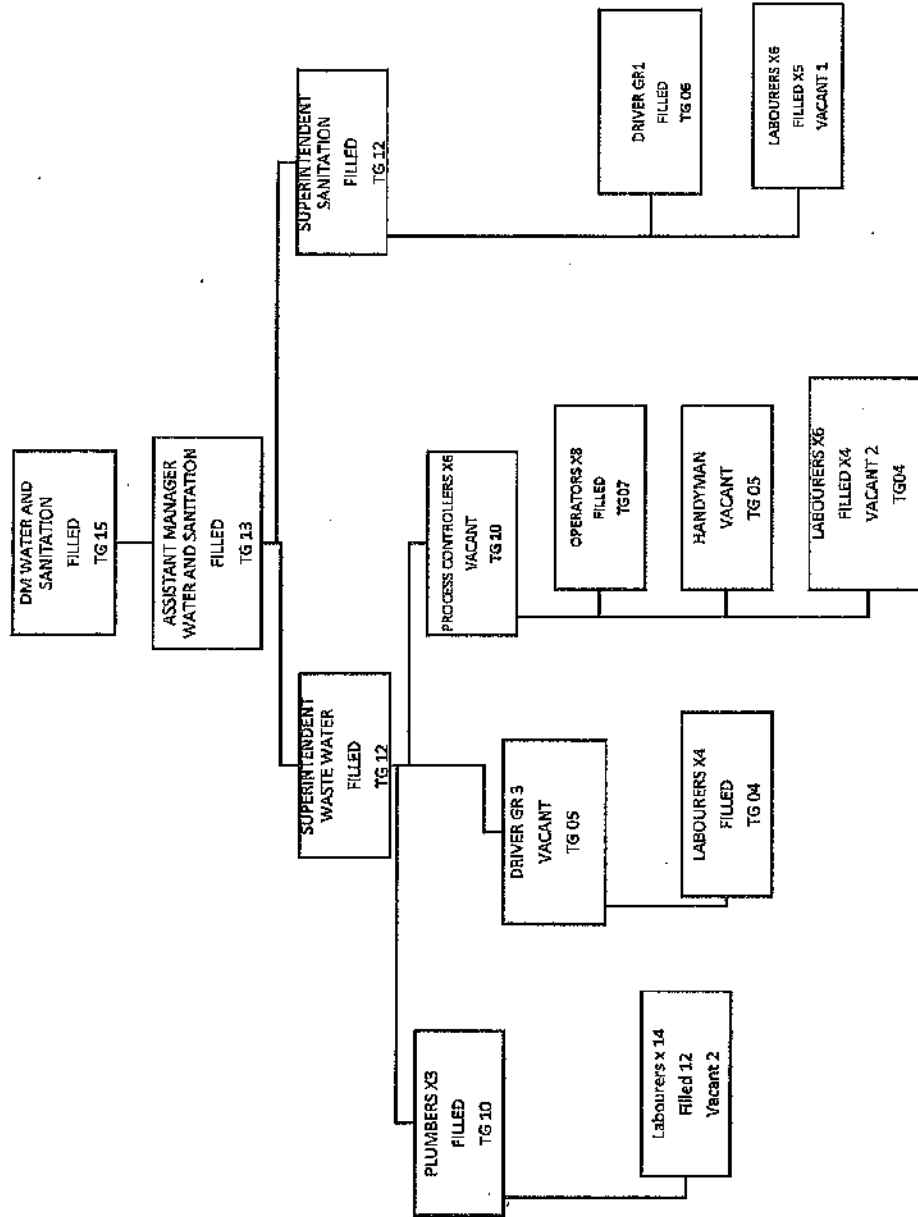 DM WATER AND
SANITATION
FILLED
TG 15
ASSISTANT MANAGER
WATER AND SANITATION
FILLED
TG 13
SUPERINTENDENT
WASTE WATER
FILLED
TG 12
SUPERINTENDENT
SANITATION
FILLED
TG 12
PLUMBERS X3
FILLED
TG 10
Labourers x 14
Filled 12
Vacant 2
DRIVER GR 3
VACANT
TG 05
LABOURERS X4
FILLED
TG 04
PROCESS CONTROLLERS X6
VACANT
TG 10
OPERATORS X8
FILLED
TG07
HANDYMAN
VACANT
TG 05
LABOURERS X6
FILLED X4
VACANT 2
TG04
DRIVER GR1
FILLED
TG 06
LABOURERS X6
FILLED X5
VACANT 1